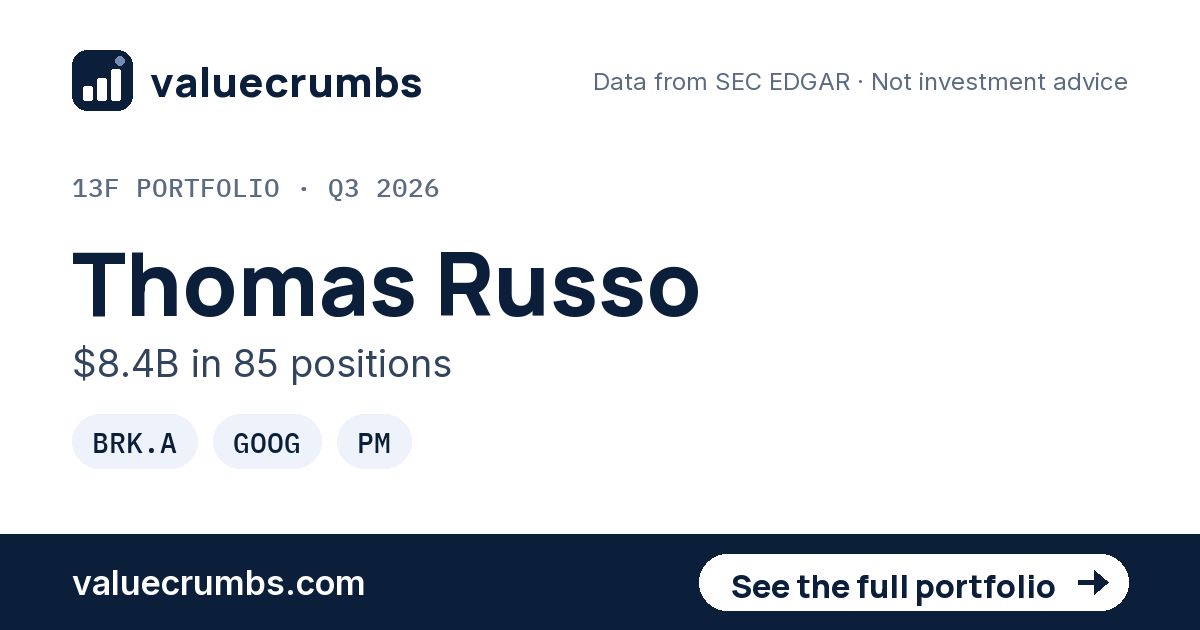 valuecrumbs
Data from SEC EDGAR · Not investment advice
13F PORTFOLIO · Q3 2026
Thomas Russo
$8.4B in 85 positions
BRK.A GOOG PM
valuecrumbs.com
See the full portfolio →